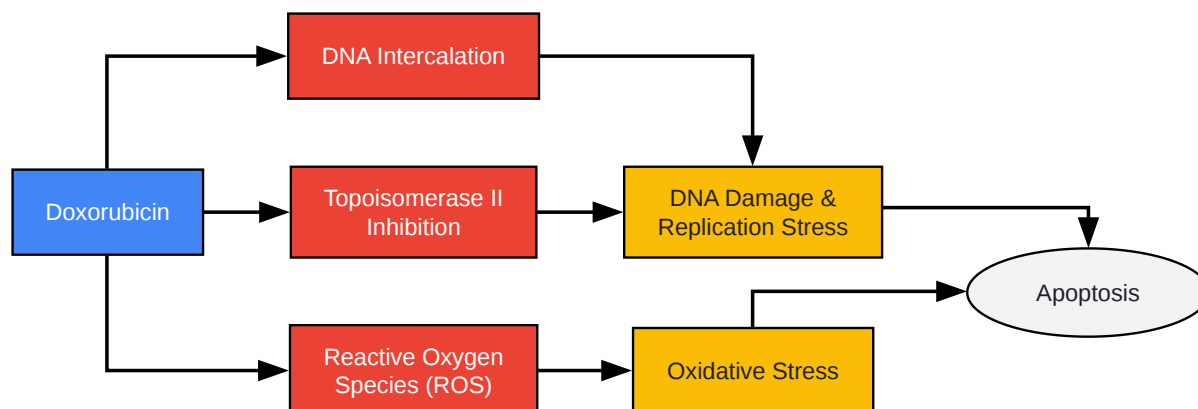 DNA Intercalation
Doxorubicin
Topoisomerase II
Inhibition
DNA Damage &
Replication Stress
Apoptosis
Reactive Oxygen
Species (ROS)
Oxidative Stress